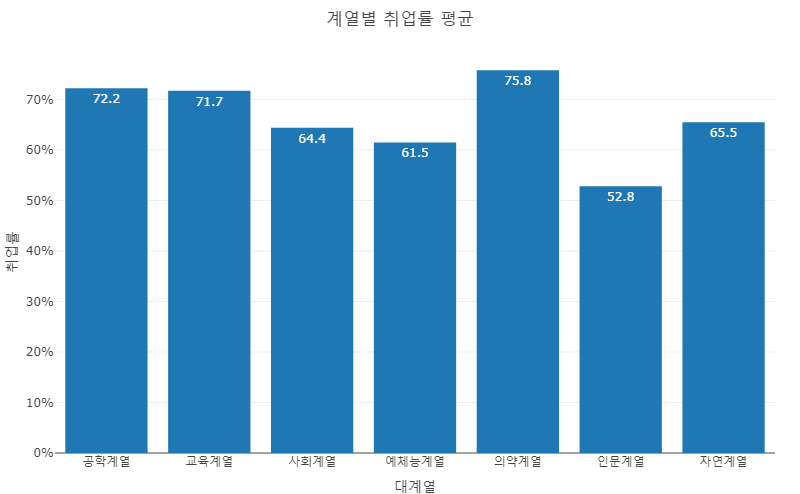 계열별 취업률 평균
취업률
70%
60%
50%
40%
30%
20%
10%
0%
72.2
71.7
64.4
61.5
75.8
52.8
65.5
공학계열
교육계열
사회계열
예체능계열
의약계열
인문계열
자연계열
대계열